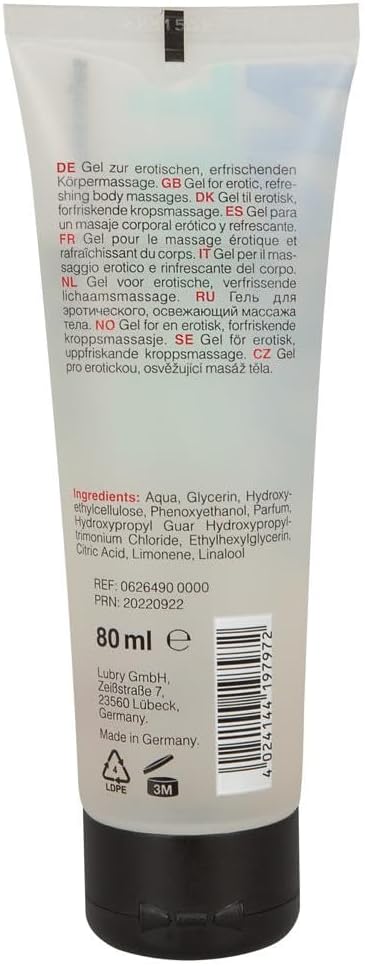 DE Gel zur erotischen, erfrischenden
Körpermassage. GB Gel for erotic, refre-
shing body massages. DK Gel til erotisk,
forfriskende kropsmassage. ES Gel para
un masaje corporal erótico y refrescante.
FR Gel pour le massage érotique et
rafraîchissant du corps. IT Gel per il mas-
saggio erotico e rinfrescante del corpo.
NL Gel voor erotische, verfrissende
lichaamsmassage. RU Гель для
эротического, освежающий массажа
тела. NO Gel for en erotisk, forfriskende
kroppsmassasje. SE Gel för erotisk,
uppfriskande kroppsmassage. CZ Gel
pro erotickou, osvěžující masáž těla.
Ingredients: Aqua, Glycerin, Hydroxy-
ethylcellulose, Phenoxyethanol, Parfum,
Hydroxypropyl Guar Hydroxypropyl-
trimonium Chloride, Ethylhexylglycerin,
Citric Acid, Limonene, Linalool
REF: 0626490 0000
PRN: 20220922
80 ml e
Lubry GmbH,
Zeißstraße 7,
23560 Lübeck,
Germany.
Made in Germany.
4
LDPE
3M
4 024144 197972